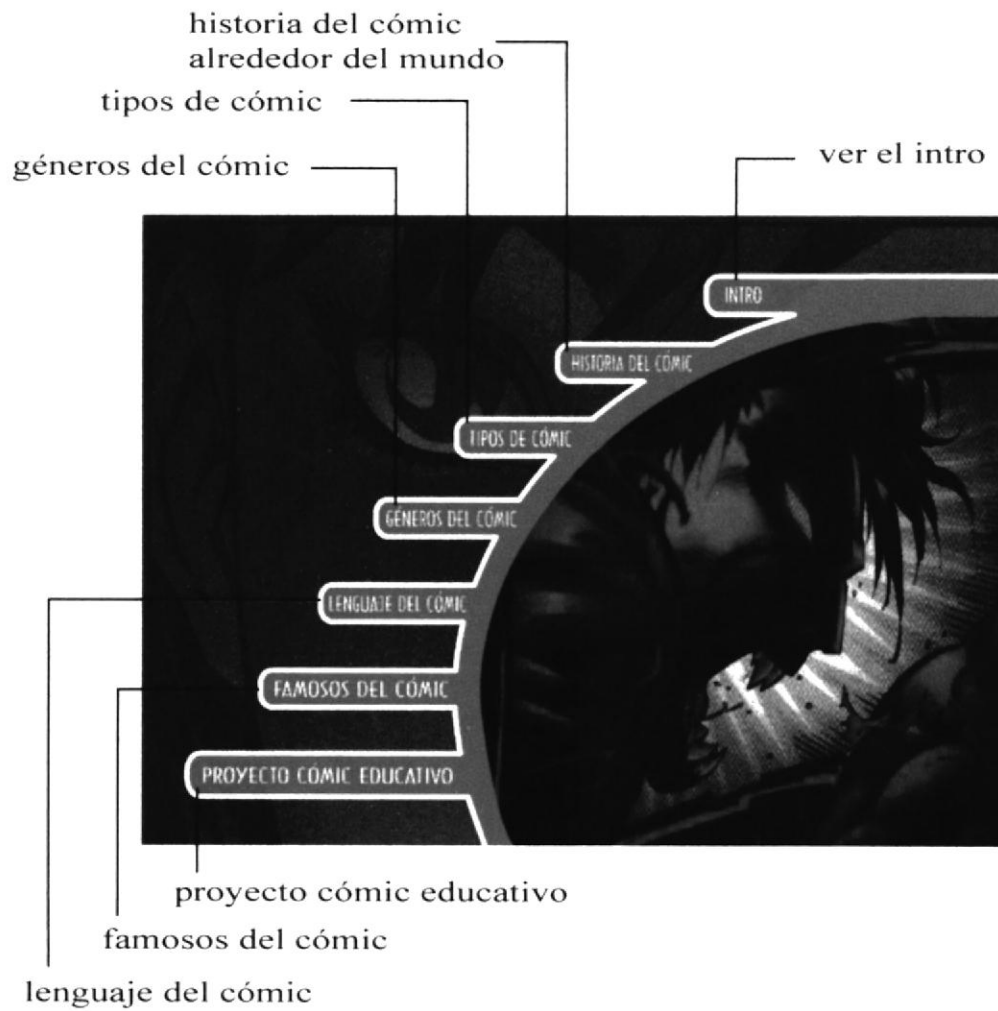 historia del cómic
alrededor del mundo
tipos de cómic
géneros del cómic
ver el intro
INTRO
HISTORIA DEL CÓMIC
TIPOS DE CÓMIC
GÉNEROS DEL CÓMIC
LENGUAJE DEL CÓMIC
FAMOSOS DEL CÓMIC
PROYECTO CÓMIC EDUCATIVO
proyecto cómic educativo
famosos del cómic
lenguaje del cómic